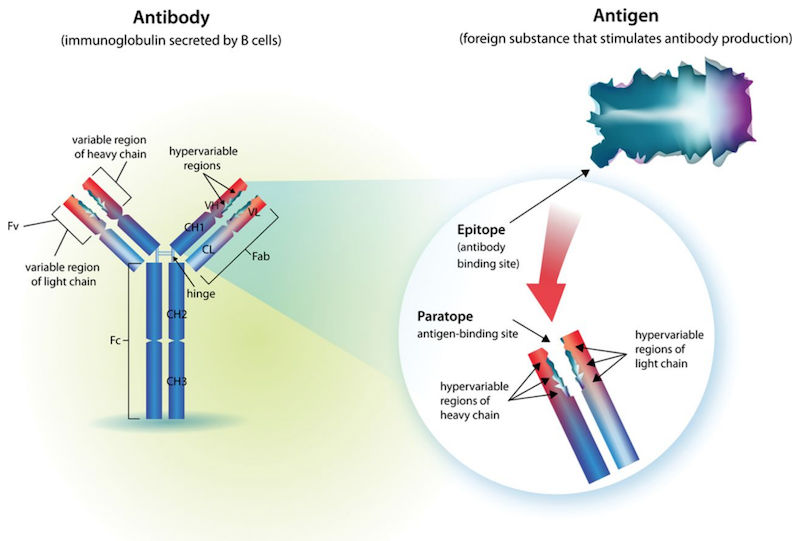 Antibody
(immunoglobulin secreted by B cells)
Antigen
(foreign substance that stimulates antibody production)
variable region
of heavy chain
hypervariable
regions
Fv
VH
VL
CH1
CL
Fab
variable region
of light chain
hinge
CH2
Fc
CH3
Epitope
(antibody
binding site)
Paratope
antigen-binding site
hypervariable
regions of
light chain
hypervariable
regions of
heavy chain